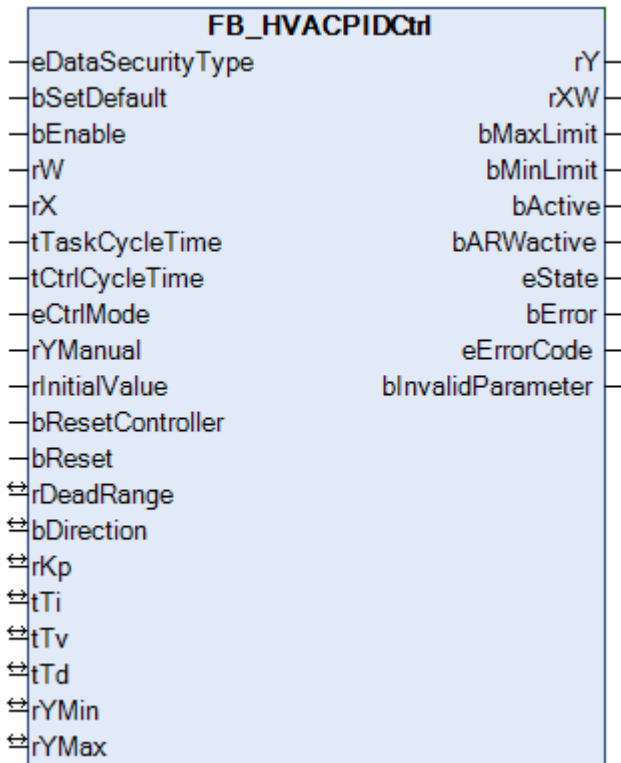 FB_HVACPIDCtrl
eDataSecurityType rY
bSetDefault rXW
bEnable bMaxLimit
rW bMinLimit
rX bActive
tTaskCycleTime bARWactive
tCtrlCycleTime eState
eCtrlMode bError
rYManual eErrorCode
rInitialValue bInvalidParameter
bResetController
bReset
rDeadRange
bDirection
rKp
tTi
tTv
tTd
rYMin
rYMax